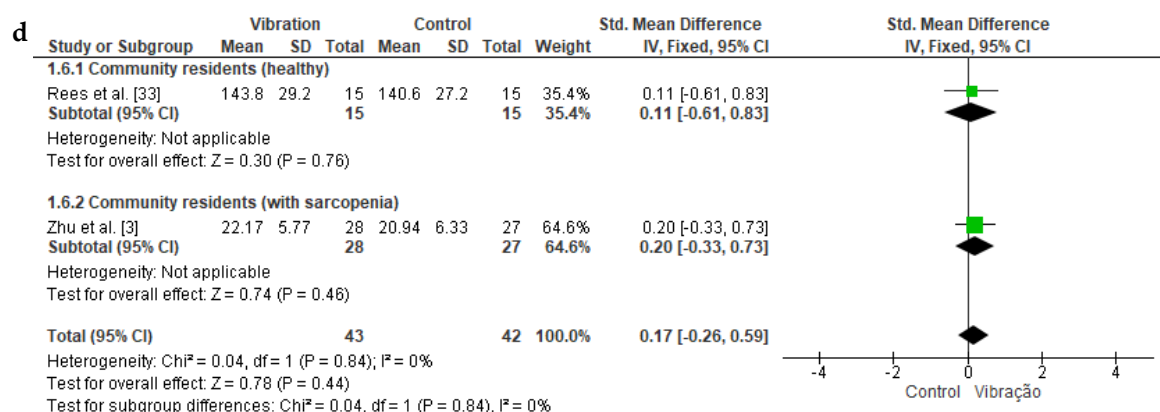 d
Vibration Control Std. Mean Difference Std. Mean Difference
Study or Subgroup Mean SD Total Mean SD Total Weight IV, Fixed, 95% CI IV, Fixed, 95% CI
1.6.1 Community residents (healthy)
Rees et al. [33] 143.8 29.2 15 140.6 27.2 15 35.4% 0.11 [-0.61, 0.83]
Subtotal (95% CI) 15 15 35.4% 0.11 [-0.61, 0.83]
Heterogeneity: Not applicable
Test for overall effect: Z = 0.30 (P = 0.76)
1.6.2 Community residents (with sarcopenia)
Zhu et al. [3] 22.17 5.77 28 20.94 6.33 27 64.6% 0.20 [-0.33, 0.73]
Subtotal (95% CI) 28 27 64.6% 0.20 [-0.33, 0.73]
Heterogeneity: Not applicable
Test for overall effect: Z = 0.74 (P = 0.46)
Total (95% CI) 43 42 100.0% 0.17 [-0.26, 0.59]
Heterogeneity: Chi² = 0.04, df = 1 (P = 0.84); I² = 0%
Test for overall effect: Z = 0.78 (P = 0.44)
Test for subgroup differences: Chi² = 0.04, df = 1 (P = 0.84), I² = 0%
-4 -2 0 2 4
Control Vibração